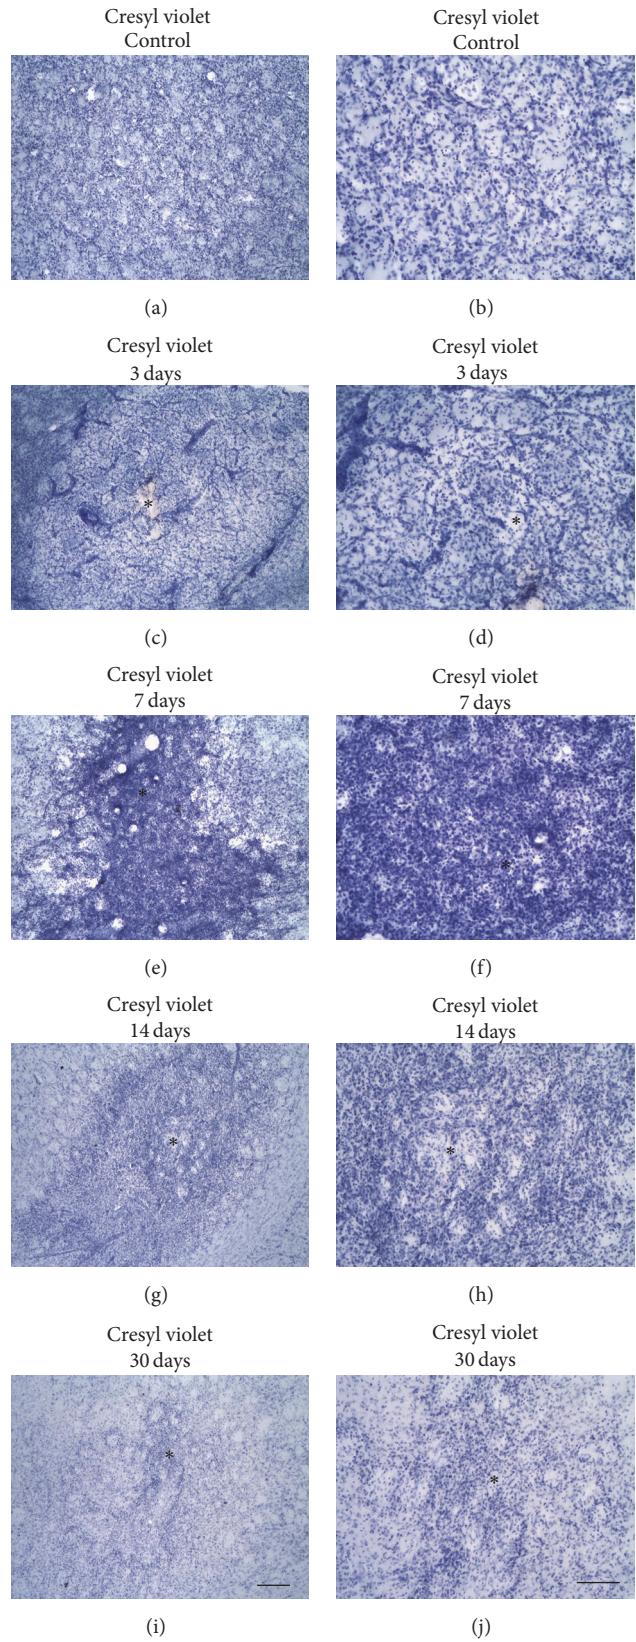 Cresyl violet
Control
Cresyl violet
Control
(a)
(b)
Cresyl violet
3 days
Cresyl violet
3 days
*
*
(c)
(d)
Cresyl violet
7 days
Cresyl violet
7 days
*
*
(e)
(f)
Cresyl violet
14 days
Cresyl violet
14 days
*
*
(g)
(h)
Cresyl violet
30 days
Cresyl violet
30 days
*
*
(i)
(j)